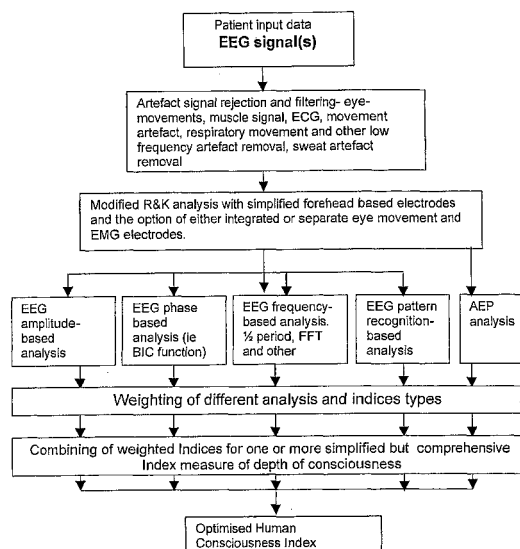 Patient input data
EEG signal(s)
Artefact signal rejection and filtering- eye-
movements, muscle signal, ECG, movement
artefact, respiratory movement and other low
frequency artefact removal, sweat artefact
removal
Modified R&K analysis with simplified forehead based electrodes
and the option of either integrated or separate eye movement and
EMG electrodes.
EEG
amplitude-
based
analysis
EEG phase
based
analysis (ie
BIC function)
EEG frequency-
based analysis.
½ period, FFT
and other
EEG pattern
recognition-
based
analysis
AEP
analysis
Weighting of different analysis and indices types
Combining of weighted Indices for one or more simplified but comprehensive
Index measure of depth of consciousness
Optimised Human
Consciousness Index